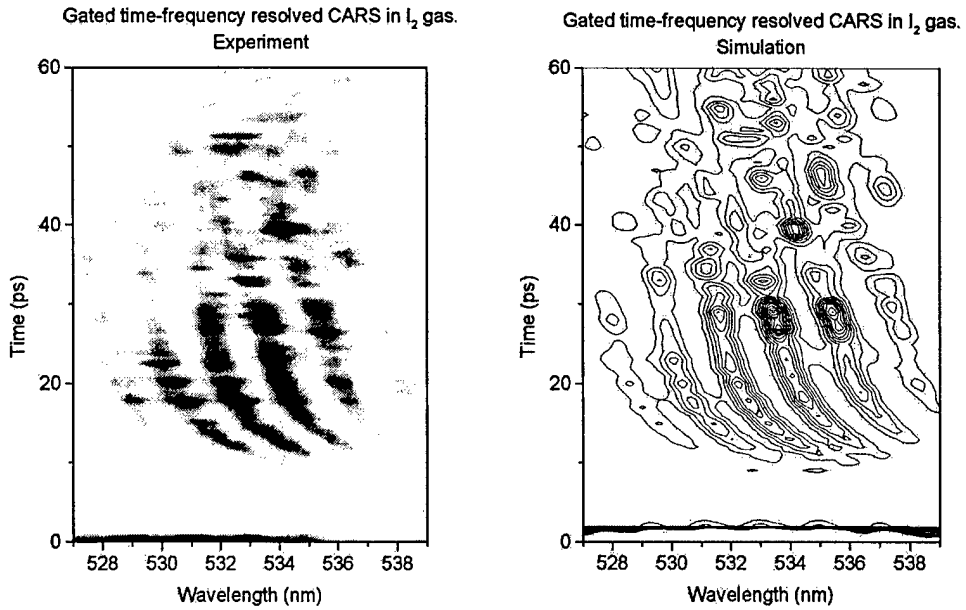 Gated time-frequency resolved CARS in I₂ gas.
Experiment
60
40
20
0
Time (ps)
528 530 532 534 536 538
Wavelength (nm)
Gated time-frequency resolved CARS in I₂ gas.
Simulation
60
40
20
0
Time (ps)
528 530 532 534 536 538
Wavelength (nm)